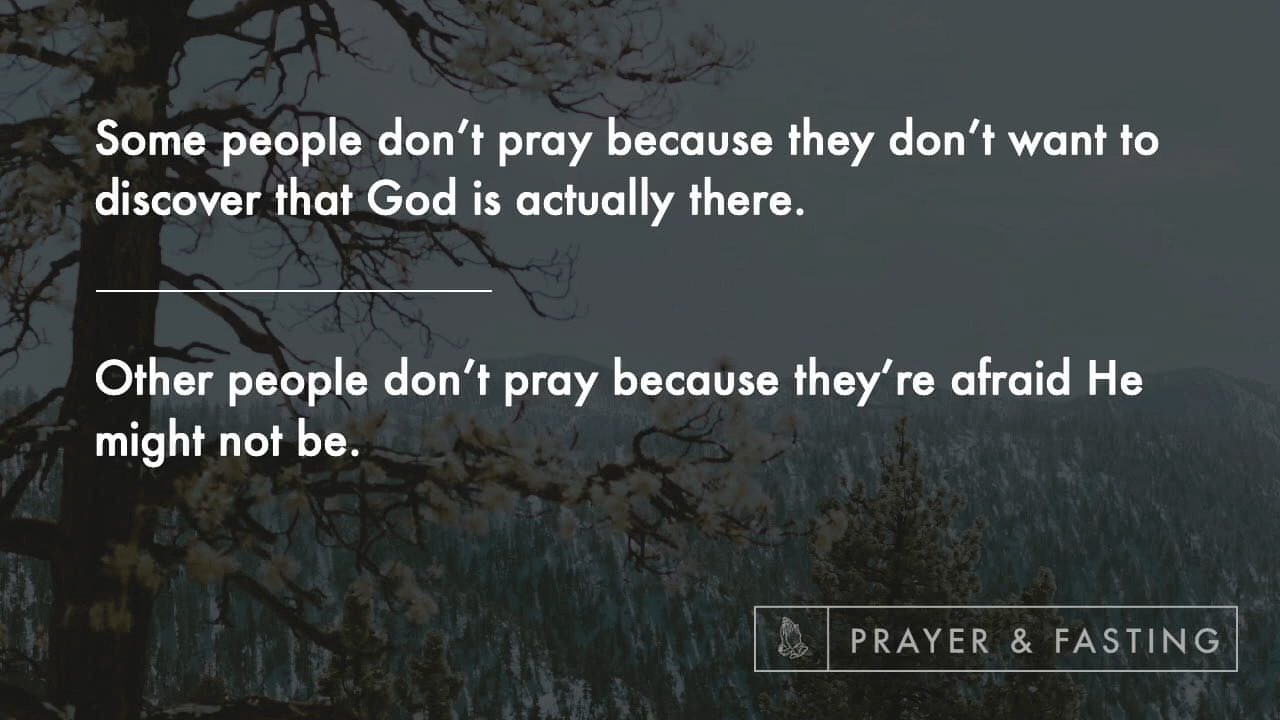 Some people don’t pray because they don’t want to
discover that God is actually there.
Other people don’t pray because they’re afraid He
might not be.
PRAYER & FASTING